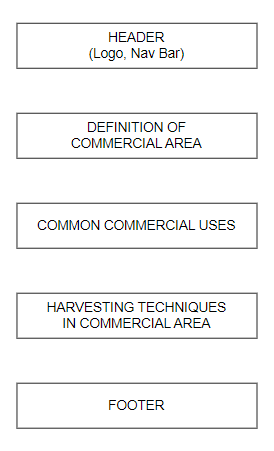 HEADER
(Logo, Nav Bar)
DEFINITION OF
COMMERCIAL AREA
COMMON COMMERCIAL USES
HARVESTING TECHNIQUES
IN COMMERCIAL AREA
FOOTER